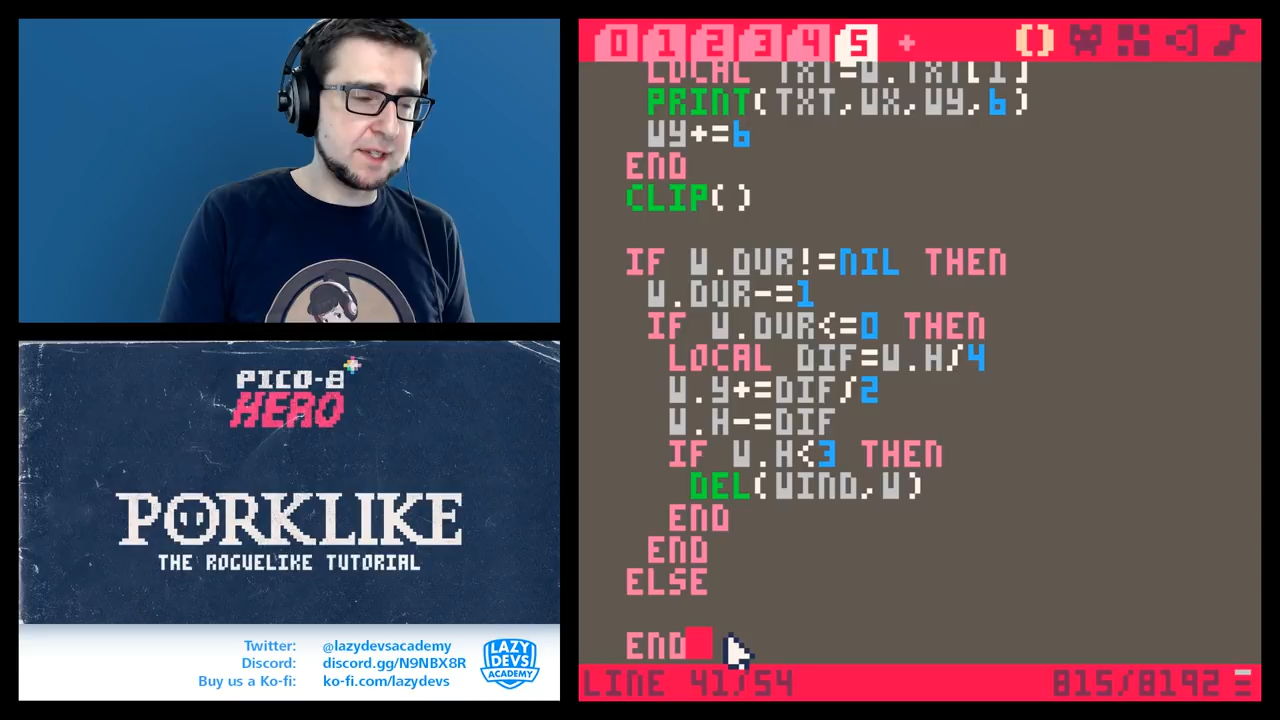 0 1 2 3 4 5 +
LOCAL TXT=W.TXT[I]
PRINT(TXT,WX,WY,6)
WY+=6
END
CLIP()
IF W.DUR!=NIL THEN
W.DUR-=1
IF W.DUR<=0 THEN
LOCAL DIF=W.H/4
W.Y+=DIF/2
W.H-=DIF
IF W.H<3 THEN
DEL(WIND,W)
END
END
ELSE
END
LINE 41/54 815/8192
PICO-8
HERO
PORKLIKE
THE ROGUELIKE TUTORIAL
Twitter: @lazydevsacademy
Discord: discord.gg/N9NBX8R
Buy us a Ko-fi: ko-fi.com/lazydevs
LAZY
DEVS
ACADEMY